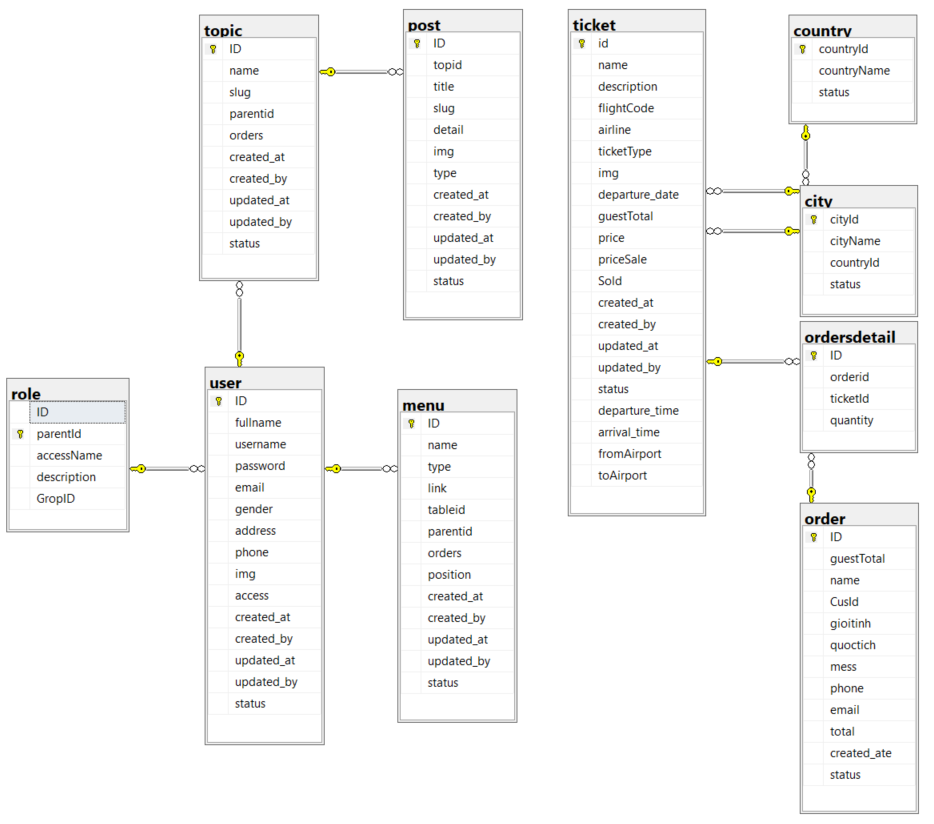 topic
ID
name
slug
parentid
orders
created_at
created_by
updated_at
updated_by
status
post
ID
topid
title
slug
detail
img
type
created_at
created_by
updated_at
updated_by
status
ticket
id
name
description
flightCode
airline
ticketType
img
departure_date
guestTotal
price
priceSale
Sold
created_at
created_by
updated_at
updated_by
status
departure_time
arrival_time
fromAirport
toAirport
country
countryId
countryName
status
city
cityId
cityName
countryId
status
ordersdetail
ID
orderid
ticketId
quantity
role
ID
parentId
accessName
description
GropID
user
ID
fullname
username
password
email
gender
address
phone
img
access
created_at
created_by
updated_at
updated_by
status
menu
ID
name
type
link
tableid
parentid
orders
position
created_at
created_by
updated_at
updated_by
status
order
ID
guestTotal
name
CusId
gioitinh
quoctich
mess
phone
email
total
created_ate
status